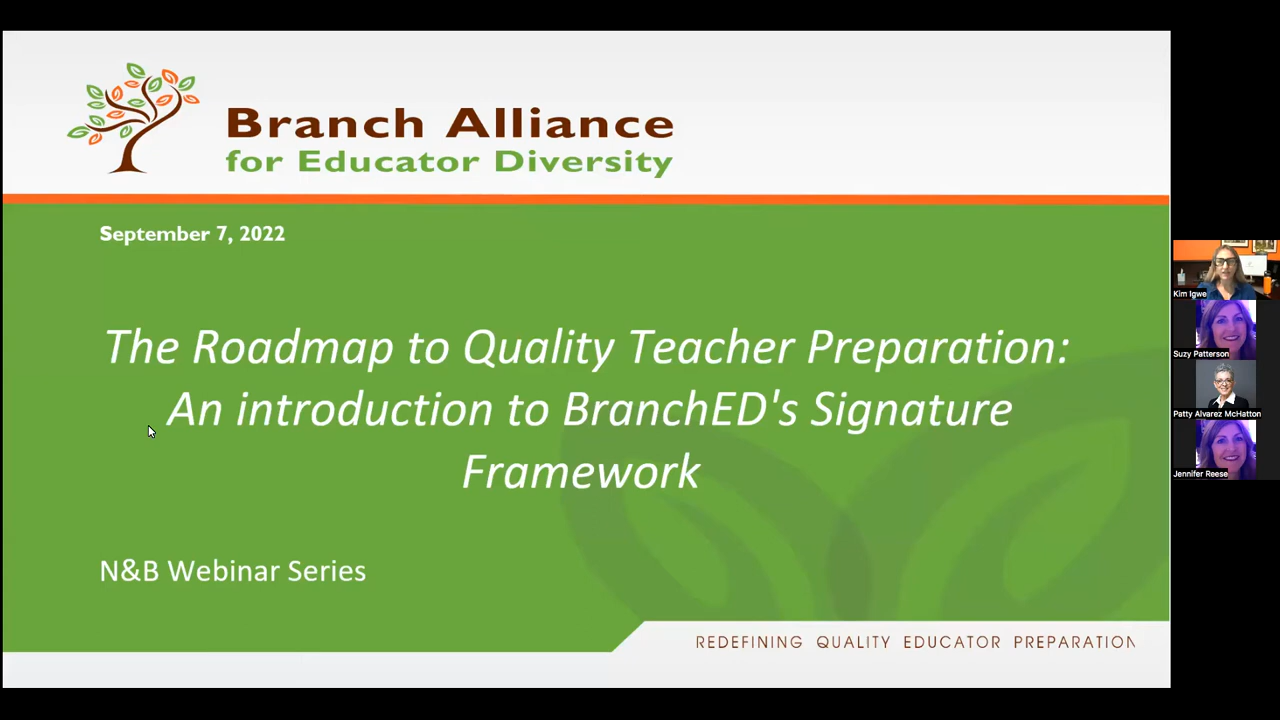 Branch Alliance
for Educator Diversity
September 7, 2022
The Roadmap to Quality Teacher Preparation:
An introduction to BranchED's Signature
Framework
N&B Webinar Series
REDEFINING QUALITY EDUCATOR PREPARATION
Kim Igwe
Suzy Patterson
Patty Alvarez McHatton
Jennifer Reese